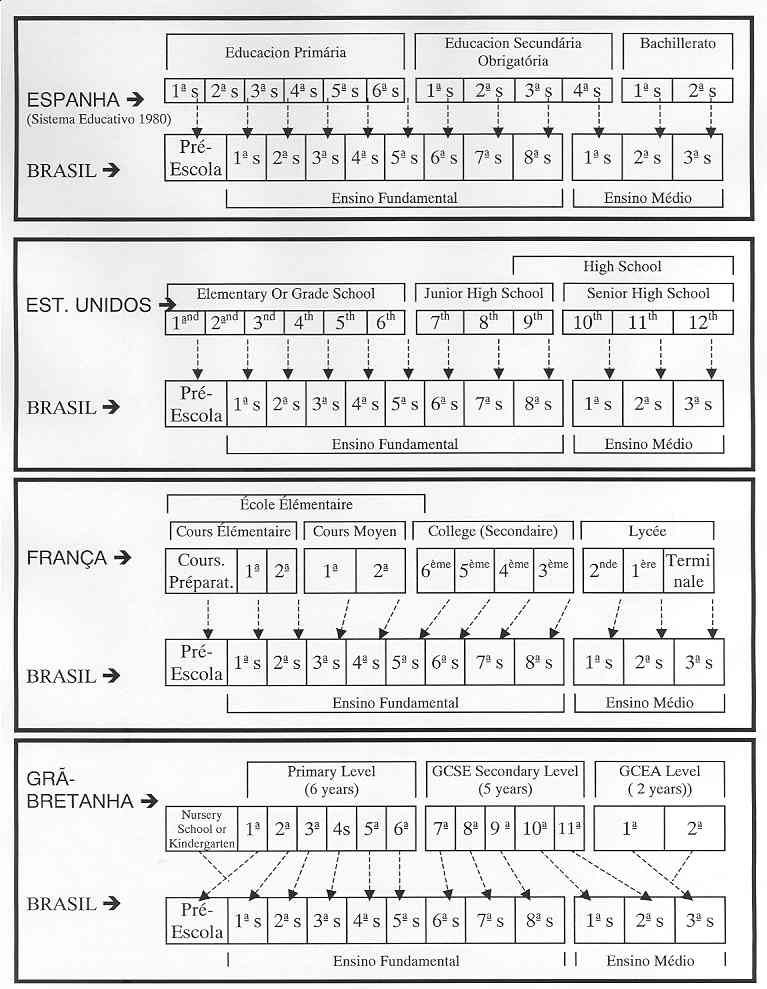 Educacion Primária
Educacion Secundária
Obrigatória
Bachillerato
ESPANHA ➔
(Sistema Educativo 1980)
1ª s 2ª s 3ª s 4ª s 5ª s 6ª s 1ª s 2ª s 3ª s 4ª s 1ª s 2ª s
BRASIL ➔
Pré-
Escola
1ª s 2ª s 3ª s 4ª s 5ª s 6ª s 7ª s 8ª s 1ª s 2ª s 3ª s
Ensino Fundamental
Ensino Médio
High School
EST. UNIDOS ➔
Elementary Or Grade School
Junior High School
Senior High School
1ªnd 2ªnd 3nd 4th 5th 6th 7th 8th 9th 10th 11th 12th
BRASIL ➔
Pré-
Escola
1ª s 2ª s 3ª s 4ª s 5ª s 6ª s 7ª s 8ª s 1ª s 2ª s 3ª s
Ensino Fundamental
Ensino Médio
École Élémentaire
Cours Élémentaire
Cours Moyen
College (Secondaire)
Lycée
FRANÇA ➔
Cours.
Préparat.
1ª 2ª 1ª 2ª 6ème 5ème 4ème 3ème 2nde 1ère
Termi
nale
BRASIL ➔
Pré-
Escola
1ª s 2ª s 3ª s 4ª s 5ª s 6ª s 7ª s 8ª s 1ª s 2ª s 3ª s
Ensino Fundamental
Ensino Médio
GRÃ-
BRETANHA ➔
Primary Level
(6 years)
GCSE Secondary Level
(5 years)
GCEA Level
( 2 years))
Nursery
School or
Kindergarten
1ª 2ª 3ª 4s 5ª 6ª 7ª 8ª 9ª 10ª 11ª 1ª 2ª
BRASIL ➔
Pré-
Escola
1ª s 2ª s 3ª s 4ª s 5ª s 6ª s 7ª s 8ª s 1ª s 2ª s 3ª s
Ensino Fundamental
Ensino Médio